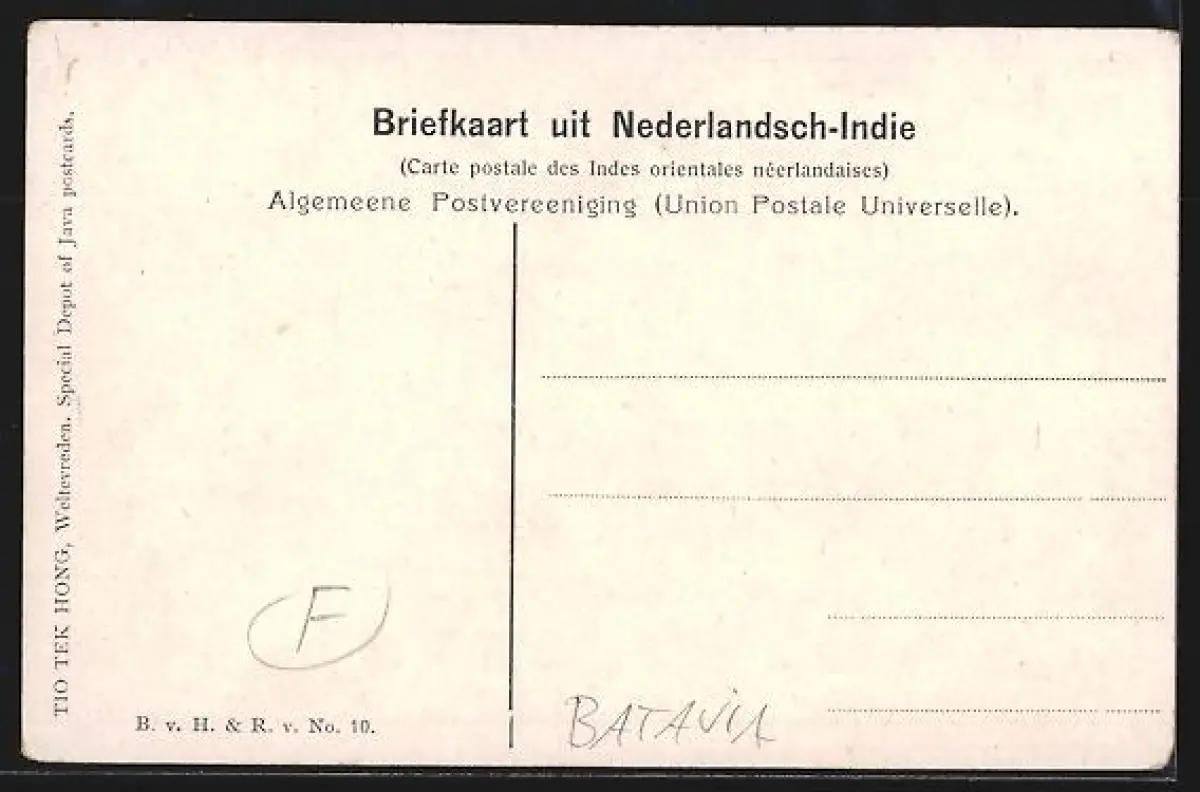 Briefkaart uit Nederlandsch-Indie
(Carte postale des Indes orientales néerlandaises)
Algemeene Postvereeniging (Union Postale Universelle).
TIO TEK HONG, Weltevreden. Special Depot of Java postcards.
F
B. v. H. & R. v. No. 10.
BATAVIA